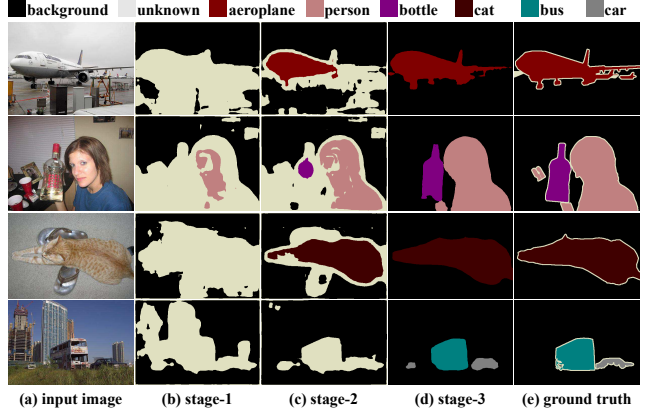 background unknown aeroplane person bottle cat bus car
(a) input image (b) stage-1 (c) stage-2 (d) stage-3 (e) ground truth